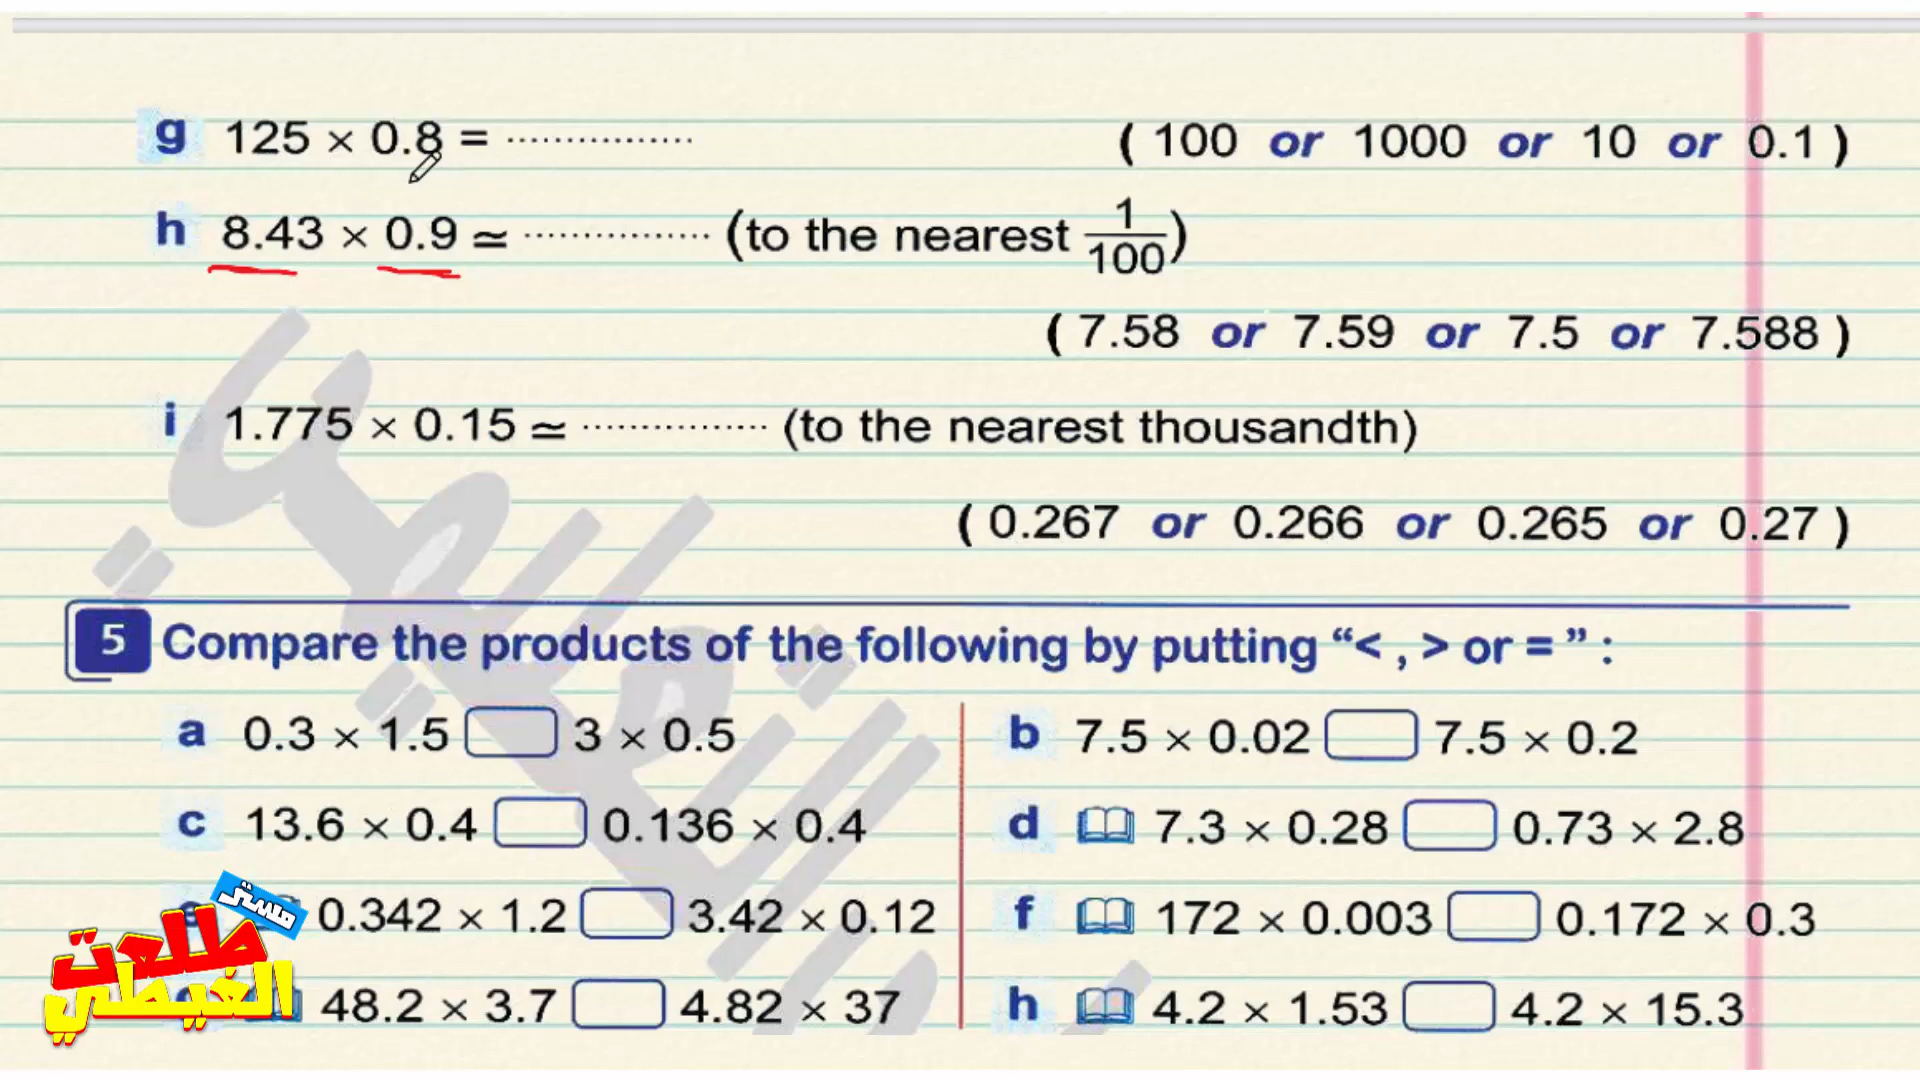 g 125 × 0.8 = ............... ( 100 or 1000 or 10 or 0.1 )
h 8.43 × 0.9 ≃ ............... (to the nearest 1/100)
( 7.58 or 7.59 or 7.5 or 7.588 )
i 1.775 × 0.15 ≃ ............... (to the nearest thousandth)
( 0.267 or 0.266 or 0.265 or 0.27 )
5 Compare the products of the following by putting “< , > or = ” :
a 0.3 × 1.5 3 × 0.5
b 7.5 × 0.02 7.5 × 0.2
c 13.6 × 0.4 0.136 × 0.4
d 7.3 × 0.28 0.73 × 2.8
0.342 × 1.2 3.42 × 0.12
f 172 × 0.003 0.172 × 0.3
48.2 × 3.7 4.82 × 37
h 4.2 × 1.53 4.2 × 15.3
مستر
طلعت
الغيطي